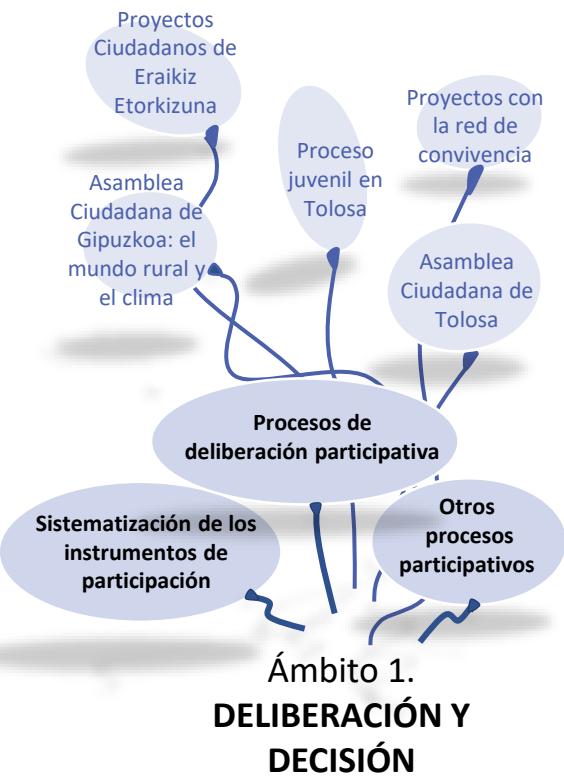 Proyectos
Ciudadanos de
Eraikiz
Etorkizuna
Proceso
juvenil en
Tolosa
Proyectos con
la red de
convivencia
Asamblea
Ciudadana de
Gipuzkoa: el
mundo rural y
el clima
Asamblea
Ciudadana de
Tolosa
Procesos de
deliberación participativa
Sistematización de los
instrumentos de
participación
Otros
procesos
participativos
Ámbito 1.
DELIBERACIÓN Y
DECISIÓN